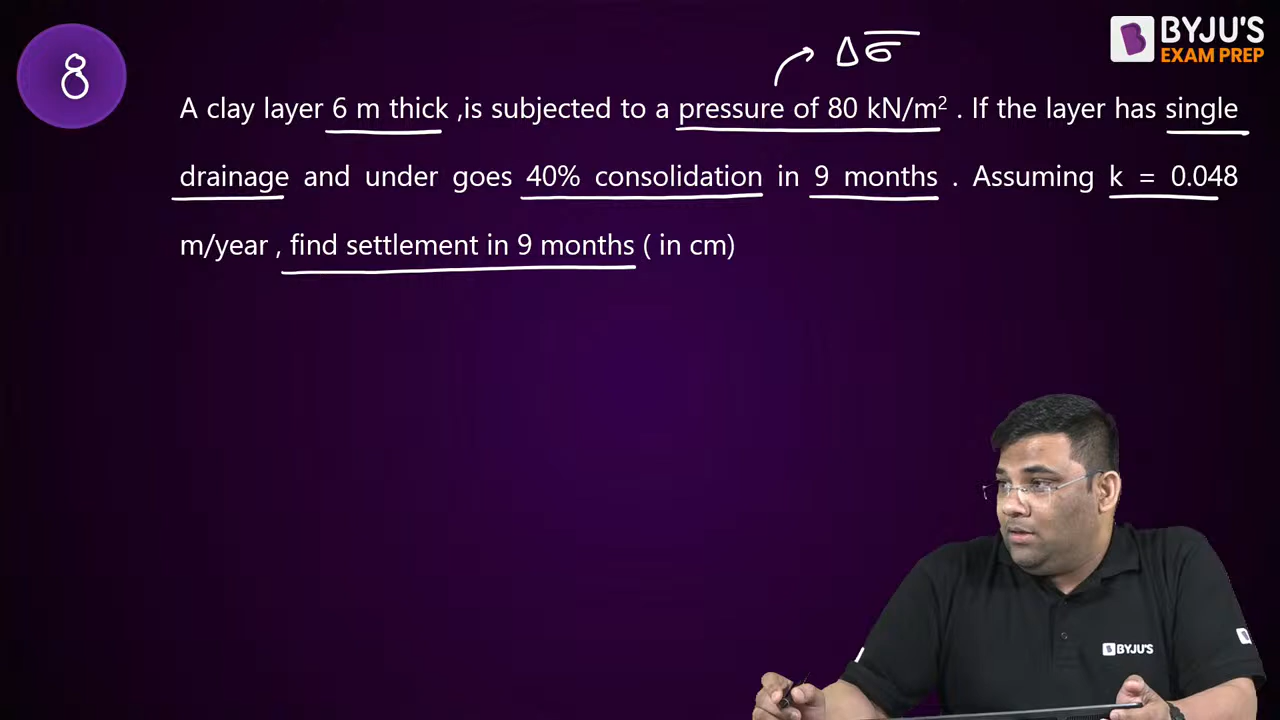 BYJU'S
EXAM PREP
8
Δσ̅
A clay layer 6 m thick ,is subjected to a pressure of 80 kN/m² . If the layer has single
drainage and under goes 40% consolidation in 9 months . Assuming k = 0.048
m/year , find settlement in 9 months ( in cm)
BYJU'S